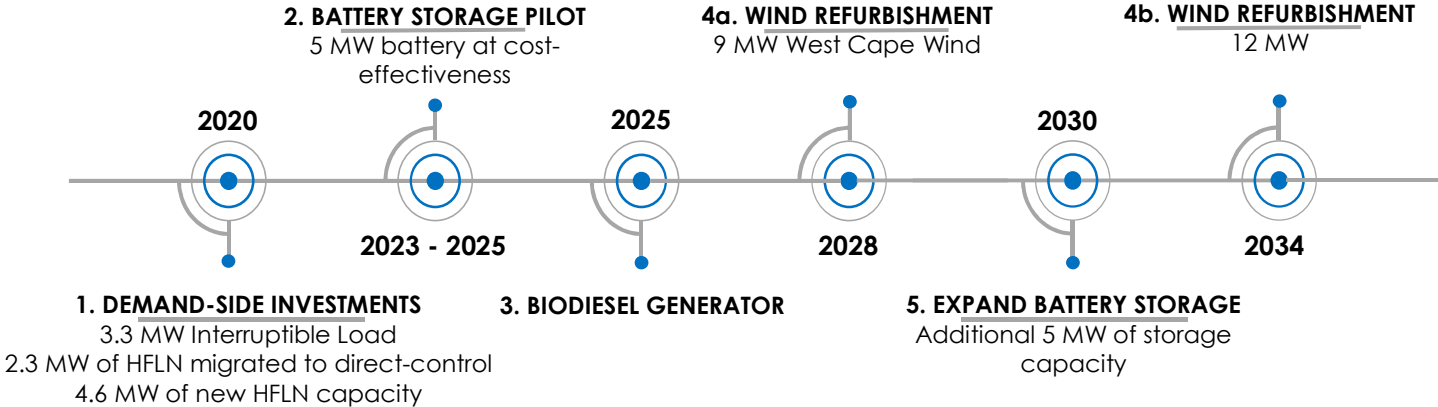 2. BATTERY STORAGE PILOT
5 MW battery at cost-
effectiveness
4a. WIND REFURBISHMENT
9 MW West Cape Wind
4b. WIND REFURBISHMENT
12 MW
2020
2025
2030
2023 - 2025
2028
2034
1. DEMAND-SIDE INVESTMENTS
3.3 MW Interruptible Load
2.3 MW of HFLN migrated to direct-control
4.6 MW of new HFLN capacity
3. BIODIESEL GENERATOR
5. EXPAND BATTERY STORAGE
Additional 5 MW of storage
capacity